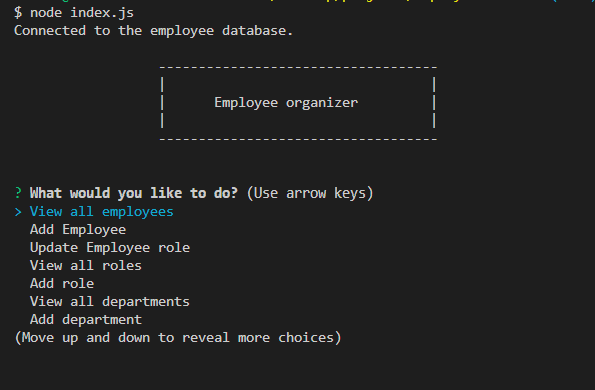 $ node index.js
Connected to the employee database.
-----------------------------------
|                                 |
|      Employee organizer         |
|                                 |
-----------------------------------
? What would you like to do? (Use arrow keys)
> View all employees
Add Employee
Update Employee role
View all roles
Add role
View all departments
Add department
(Move up and down to reveal more choices)